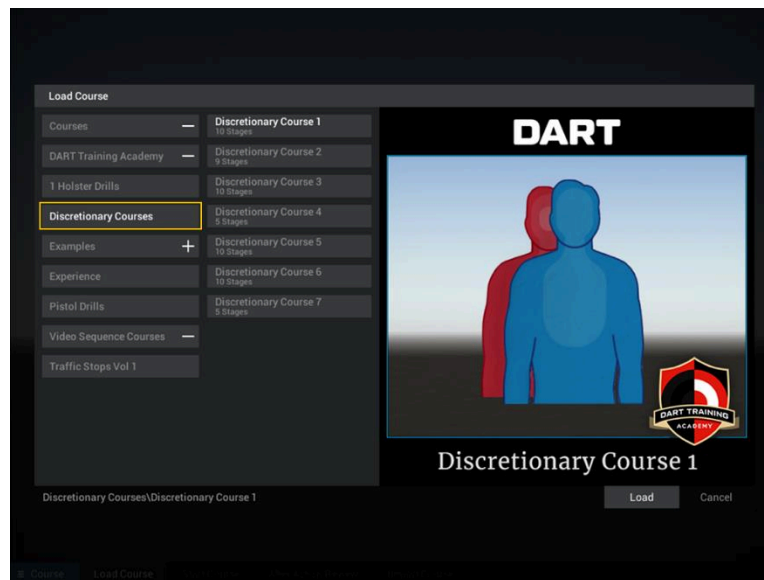 Load Course
Courses
DART Training Academy
1 Holster Drills
Discretionary Courses
Examples
Experience
Pistol Drills
Video Sequence Courses
Traffic Stops Vol 1
Discretionary Course 1
10 Stages
Discretionary Course 2
9 Stages
Discretionary Course 3
10 Stages
Discretionary Course 4
5 Stages
Discretionary Course 5
10 Stages
Discretionary Course 6
10 Stages
Discretionary Course 7
5 Stages
DART
DART TRAINING
ACADEMY
Discretionary Course 1
Discretionary Courses\Discretionary Course 1
Load
Cancel
Course
Load Course